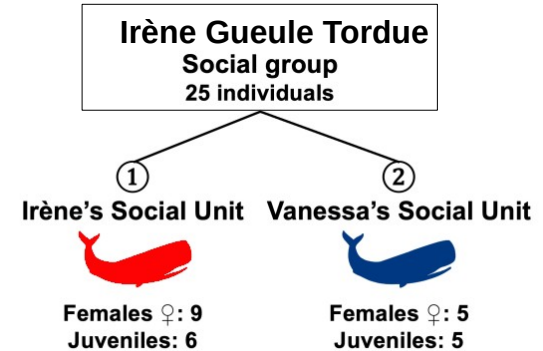 Irène Gueule Tordue
Social group
25 individuals
① ②
Irène's Social Unit Vanessa's Social Unit
Females ♀: 9 Females ♀: 5
Juveniles: 6 Juveniles: 5